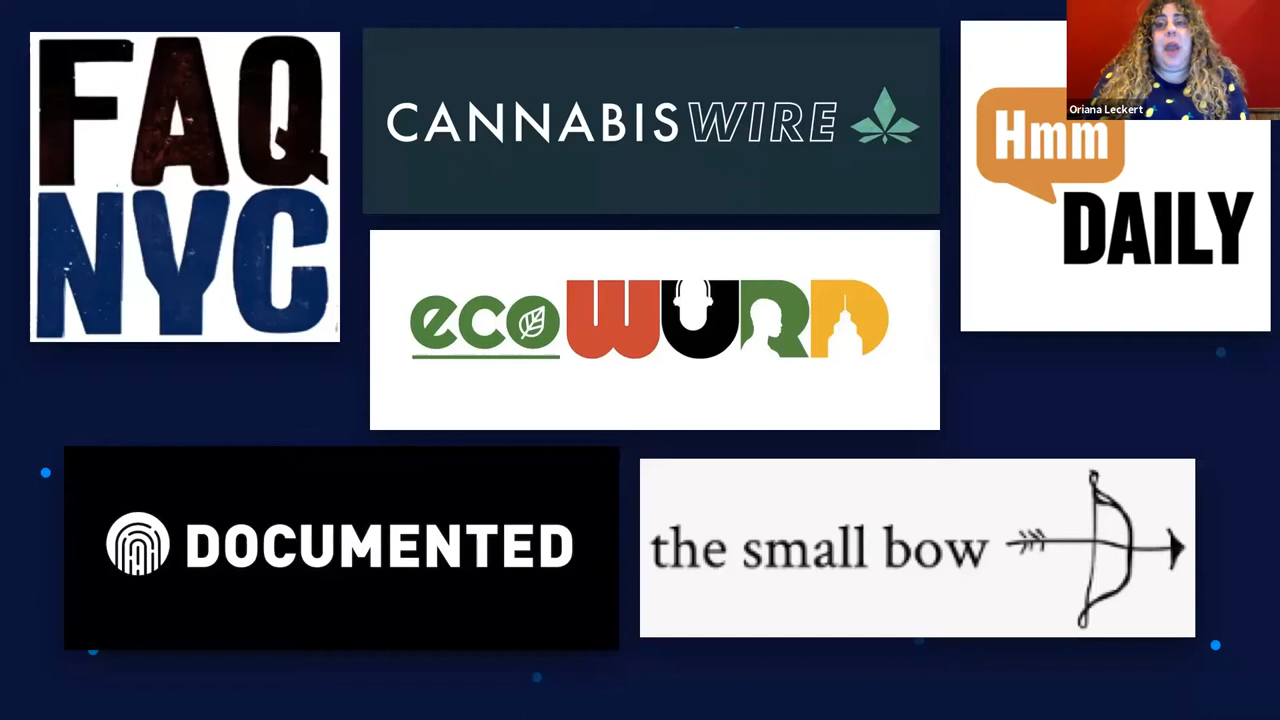 FAQ
NYC
CANNABISWIRE
Hmm
DAILY
Oriana Leckert
ecoWURD
DOCUMENTED
the small bow